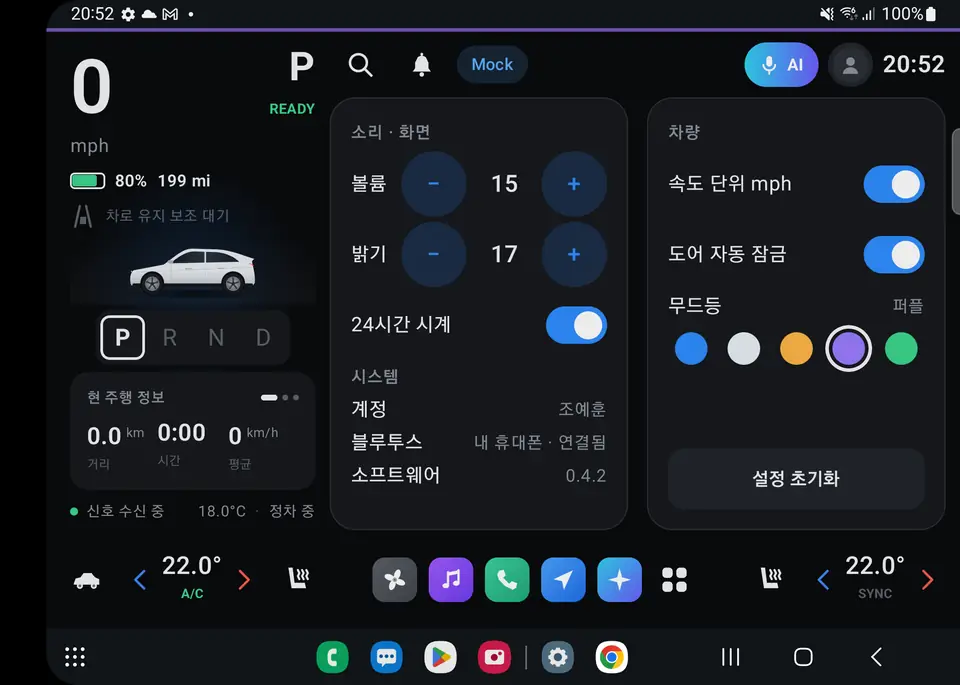 20:52 100%
0 P
READY
mph
80% 199 mi
차로 유지 보조 대기
P R N D
현 주행 정보
0.0 km 0:00 0 km/h
거리 시간 평균
신호 수신 중 18.0°C · 정차 중
Mock
AI
20:52
소리 · 화면
볼륨 − 15 +
밝기 − 17 +
24시간 시계
시스템
계정 조예훈
블루투스 내 휴대폰 · 연결됨
소프트웨어 0.4.2
차량
속도 단위 mph
도어 자동 잠금
무드등 퍼플
설정 초기화
22.0°
A/C
22.0°
SYNC